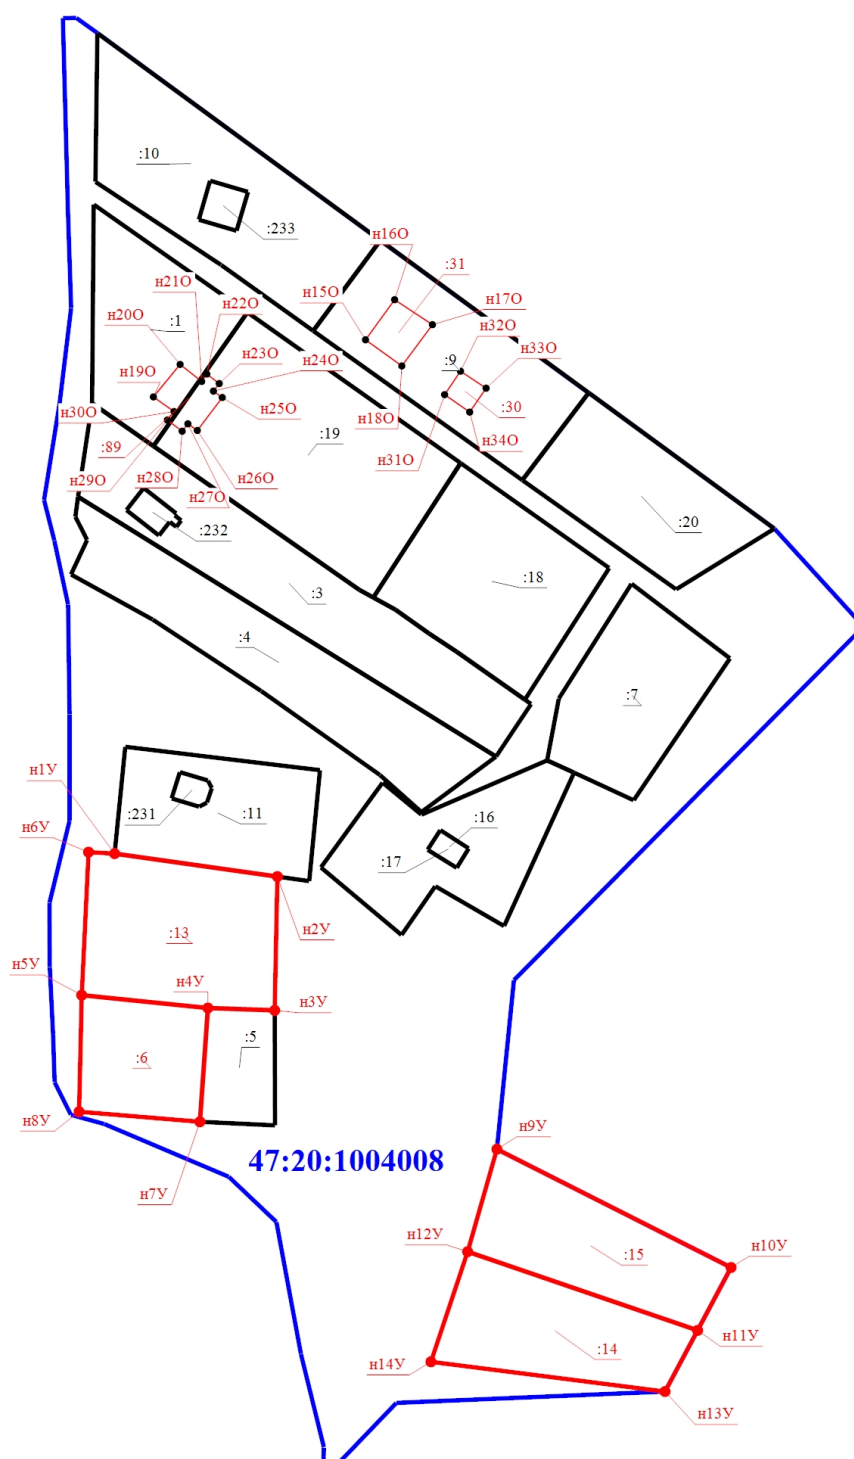 :10
:233
н16О
:31
н21О
н15О
н17О
н22О
н20О
:1
н32О
н23О
н33О
:9
н24О
н19О
:30
н30О
н25О
н18О
н34О
:89
:19
н31О
н29О
н28О
н26О
н27О
:232
:20
:3
:18
:4
:7
н1У
:231
:11
:16
н6У
:17
н2У
:13
н5У
н4У
н3У
:5
:6
н8У
47:20:1004008
н9У
н7У
н12У
:15
н10У
н11У
:14
н14У
н13У